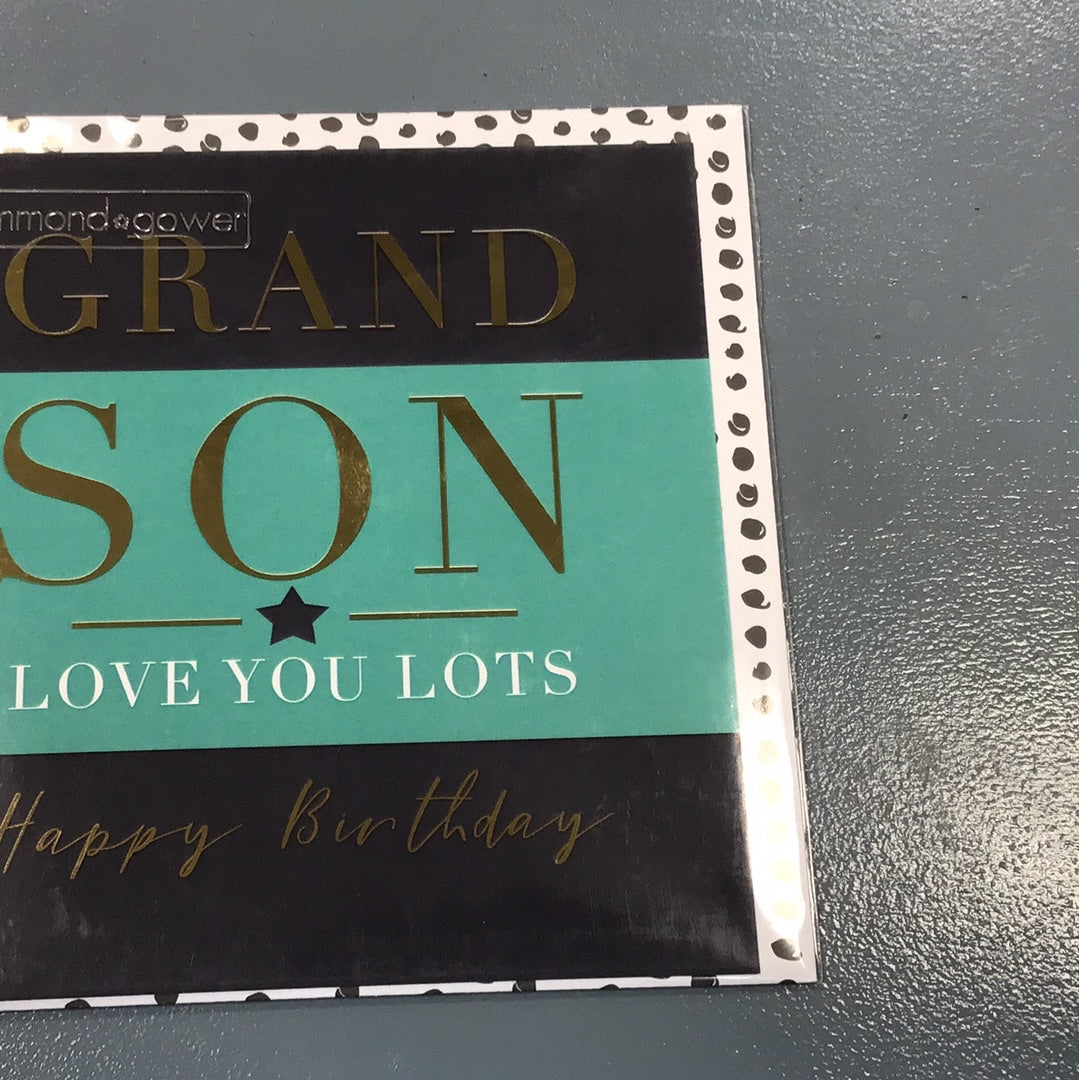 mmond gower
GRAND
SON
LOVE YOU LOTS
Happy Birthday